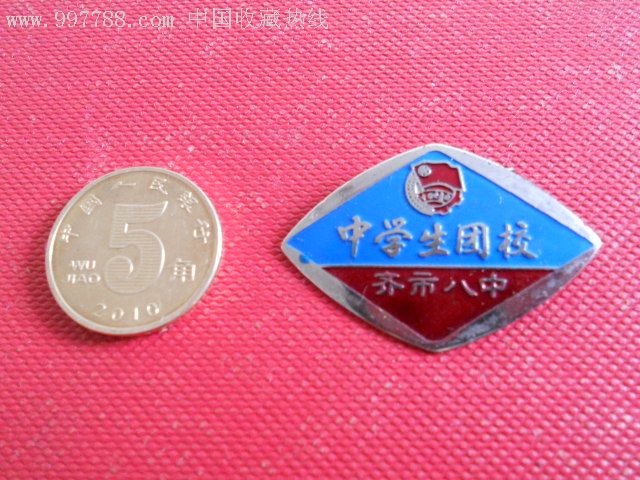 www.997788.com 中国收藏热线
中国人民银行
5角
WU
JIAO
2010
中学生团校
齐市八中